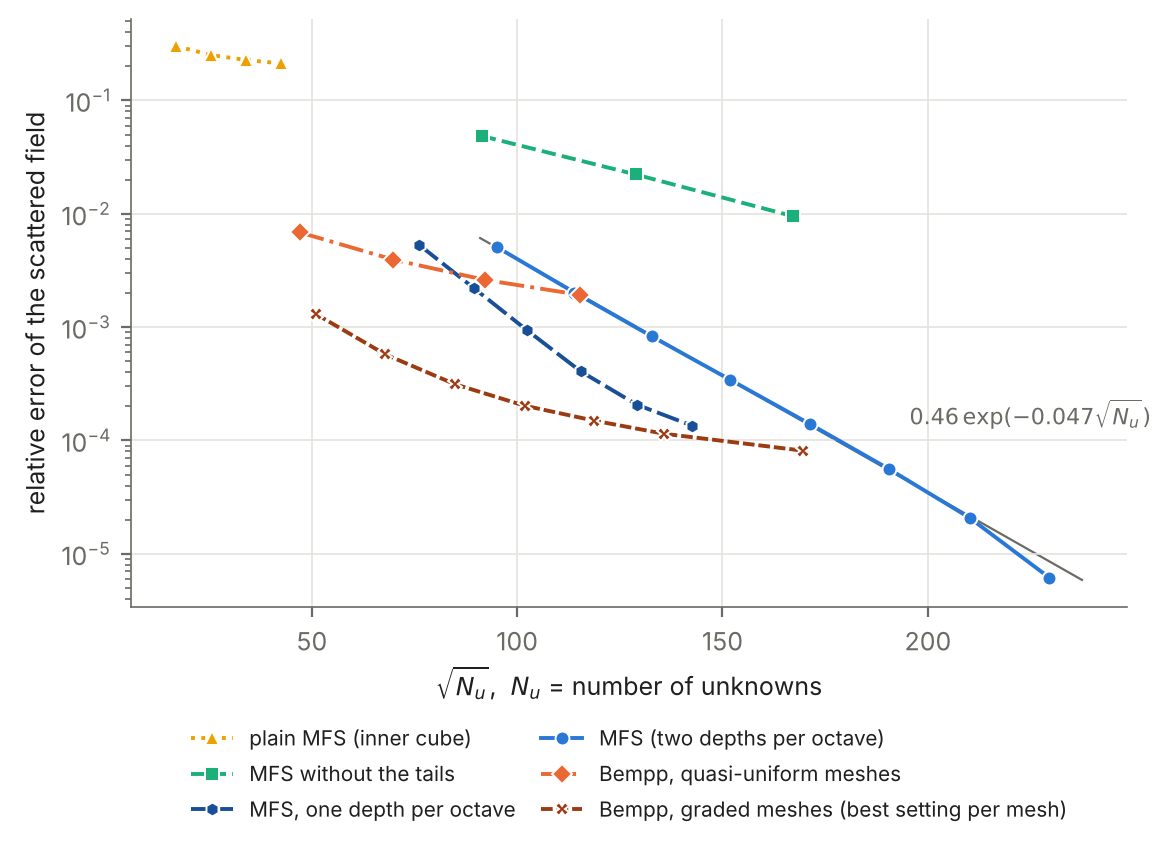 relative error of the scattered field
10⁻¹
10⁻²
10⁻³
10⁻⁴
10⁻⁵
0.46 exp(−0.047√Nᵤ)
50 100 150 200
√Nᵤ, Nᵤ = number of unknowns
plain MFS (inner cube)
MFS without the tails
MFS, one depth per octave
MFS (two depths per octave)
Bempp, quasi-uniform meshes
Bempp, graded meshes (best setting per mesh)